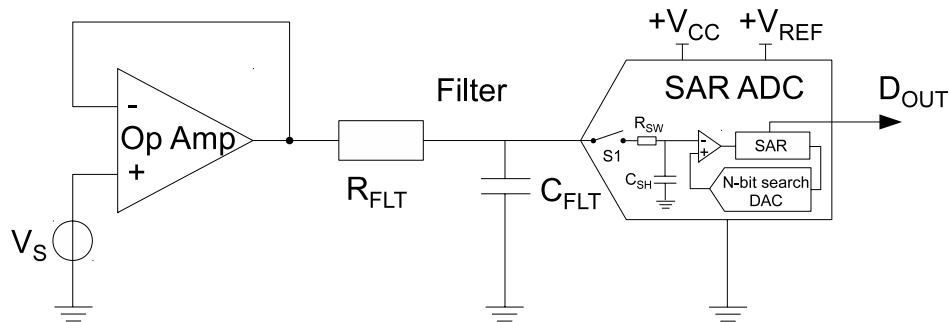 +V_CC +V_REF
Filter
SAR ADC
D_OUT
-
Op Amp
+
R_SW
S1
-
+
SAR
C_SH
N-bit search
DAC
R_FLT
C_FLT
V_S